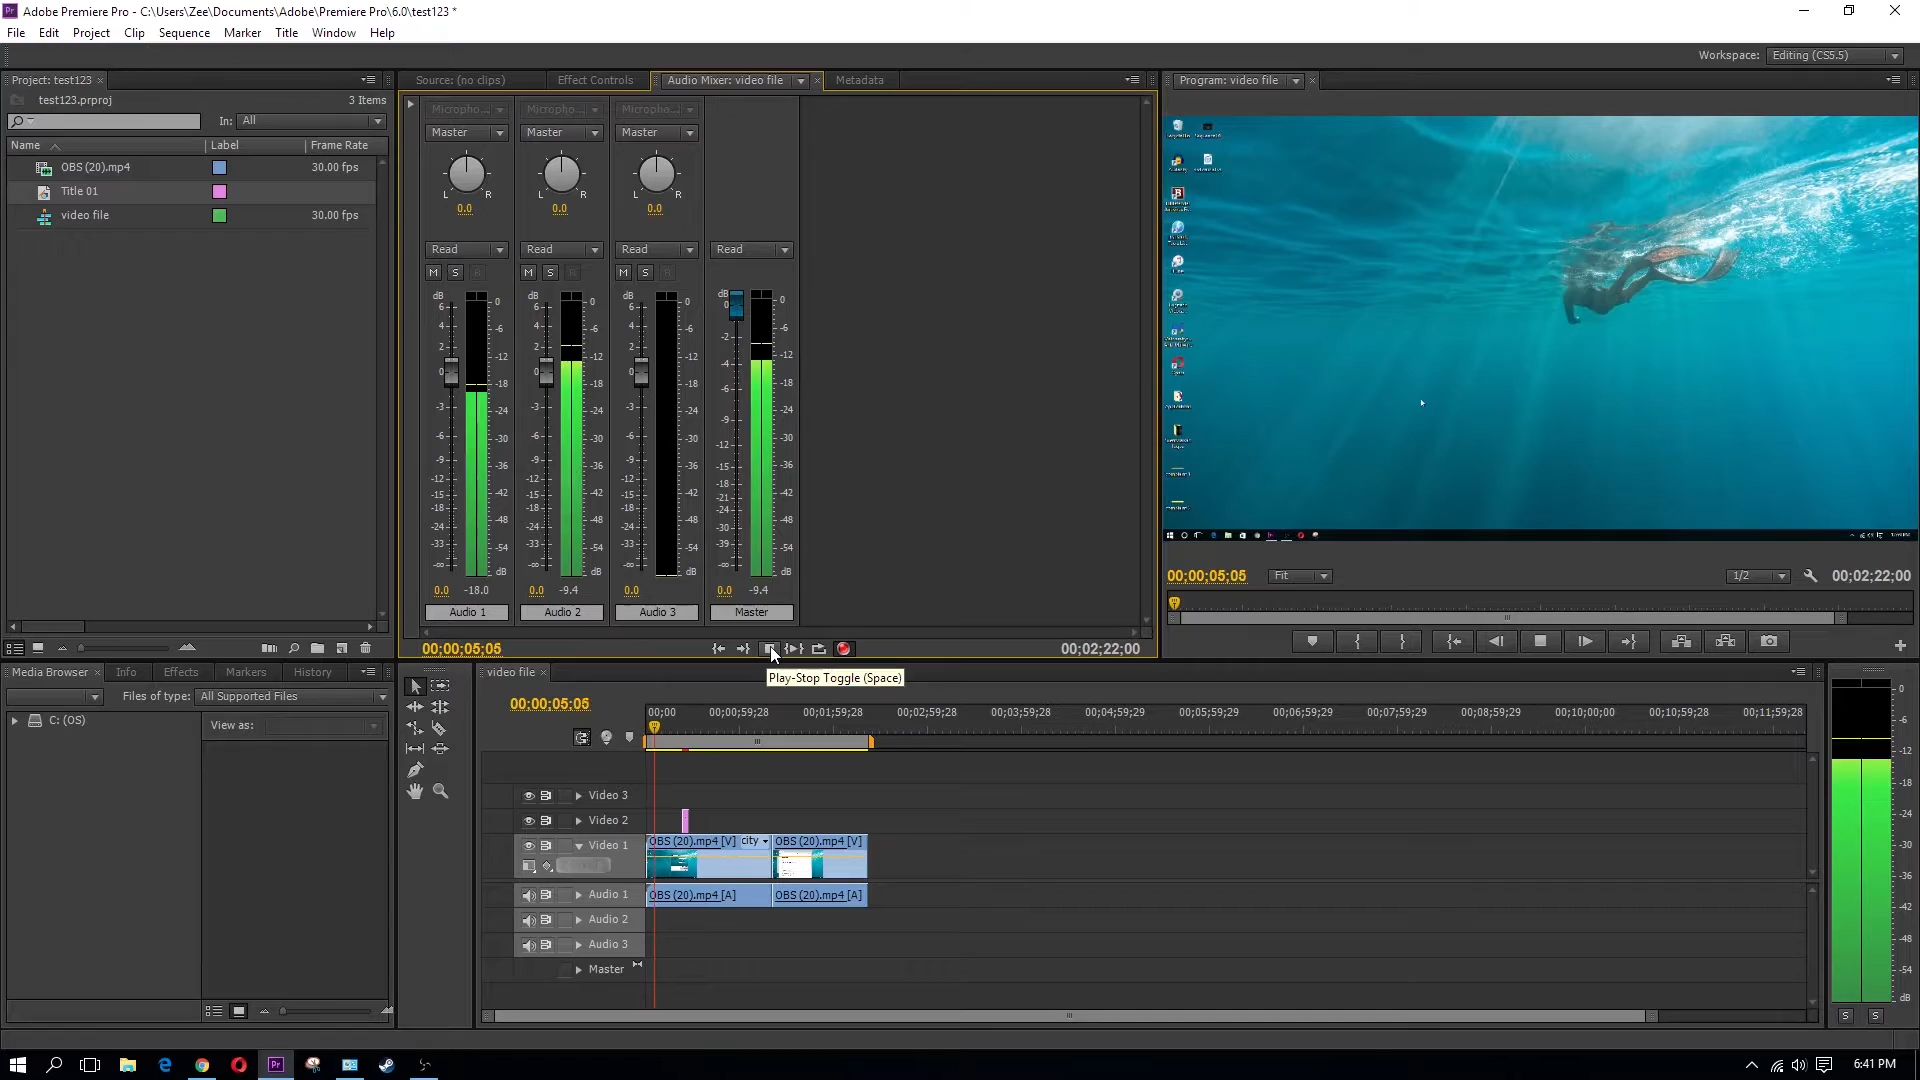 Adobe Premiere Pro - C:\Users\Zee\Documents\Adobe\Premiere Pro\6.0\test123 *
File Edit Project Clip Sequence Marker Title Window Help
Workspace: Editing (CS5.5)
Project: test123
test123.prproj 3 Items
In: All
Name Label Frame Rate
OBS (20).mp4 30.00 fps
Title 01
video file 30.00 fps
Source: (no clips) Effect Controls Audio Mixer: video file Metadata
Micropho... Micropho... Micropho...
Master Master Master
L R L R L R
0.0 0.0 0.0
Read Read Read Read
M S R M S R M S R
dB dB dB dB
6 4 2 0 -3 -6 -9 -12 -15 -18 -24 -33 -∞
0 -6 -12 -18 -24 -30 -36 -42 -48 -54 dB
6 4 2 0 -3 -6 -9 -12 -15 -18 -24 -33 -∞
0 -6 -12 -18 -24 -30 -36 -42 -48 -54 dB
6 4 2 0 -3 -6 -9 -12 -15 -18 -24 -33 -∞
0 -6 -12 -18 -24 -30 -36 -42 -48 -54 dB
0 -2 -4 -6 -9 -12 -15 -18 -21 -24 -30 -39 -∞
0 -6 -12 -18 -24 -30 -36 -42 -48 -54 dB
0.0 -18.0 0.0 -9.4 0.0 0.0 -9.4
Audio 1 Audio 2 Audio 3 Master
00;00;05;05 00;02;22;00
Play-Stop Toggle (Space)
Program: video file
00;00;05;05 Fit 1/2 00;02;22;00
Media Browser Info Effects Markers History
Files of type: All Supported Files
C: (OS) View as:
video file
00;00;05;05
00;00 00;00;59;28 00;01;59;28 00;02;59;28 00;03;59;28 00;04;59;29 00;05;59;29 00;06;59;29 00;07;59;29 00;08;59;29 00;10;00;00 00;10;59;28 00;11;59;28
Video 3
Video 2
Video 1 OBS (20).mp4 [V] city OBS (20).mp4 [V]
Audio 1 OBS (20).mp4 [A] OBS (20).mp4 [A]
Audio 2
Audio 3
Master
0 -6 -12 -18 -24 -30 -36 -42 -48 -54 dB
S S
6:41 PM